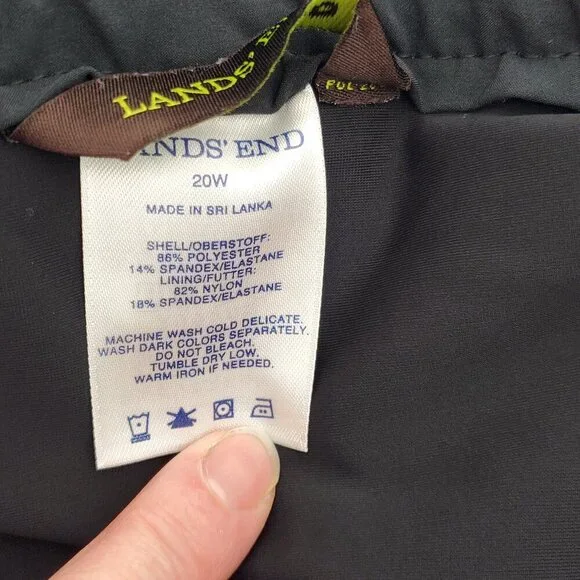 LANDS'
LANDS' END
20W
MADE IN SRI LANKA
SHELL/OBERSTOFF:
86% POLYESTER
14% SPANDEX/ELASTANE
LINING/FUTTER:
82% NYLON
18% SPANDEX/ELASTANE
MACHINE WASH COLD DELICATE.
WASH DARK COLORS SEPARATELY.
DO NOT BLEACH.
TUMBLE DRY LOW.
WARM IRON IF NEEDED.